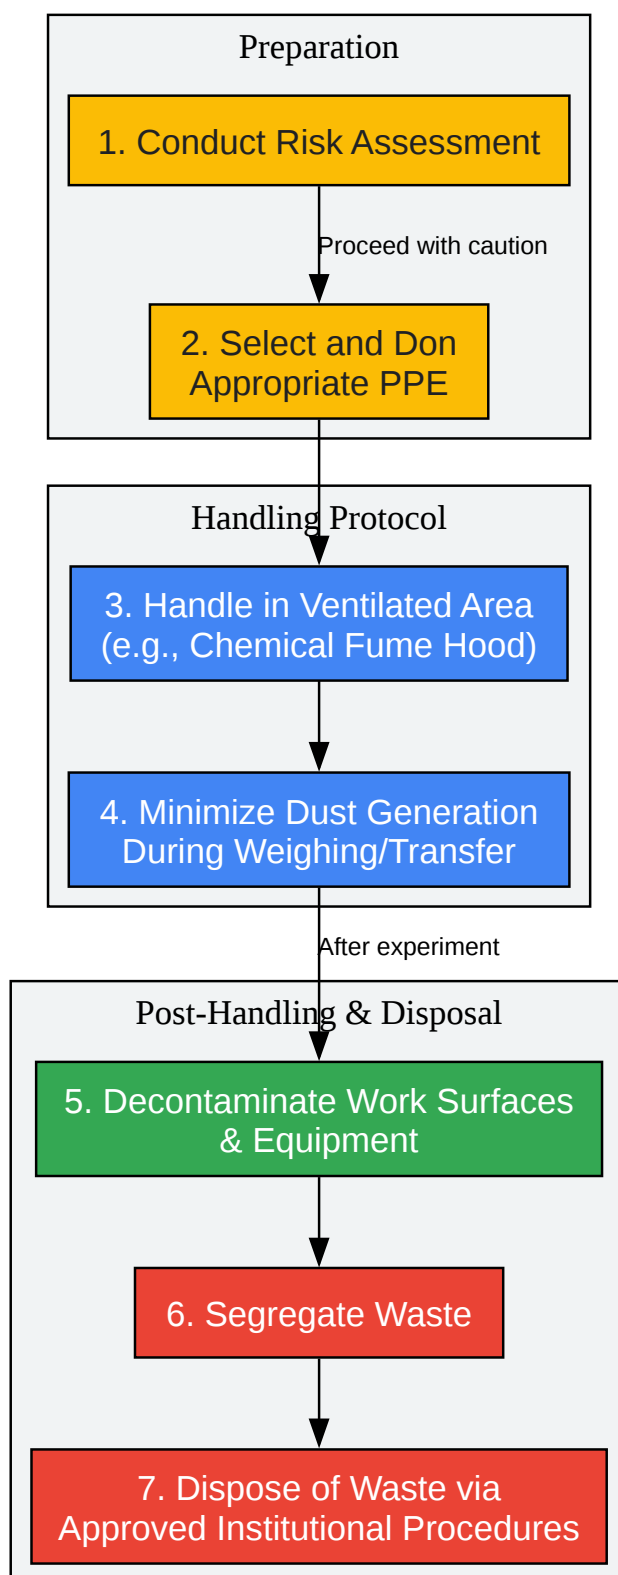 Preparation
1. Conduct Risk Assessment
Proceed with caution
2. Select and Don
Appropriate PPE
Handling Protocol
3. Handle in Ventilated Area
(e.g., Chemical Fume Hood)
4. Minimize Dust Generation
During Weighing/Transfer
After experiment
Post-Handling & Disposal
5. Decontaminate Work Surfaces
& Equipment
6. Segregate Waste
7. Dispose of Waste via
Approved Institutional Procedures